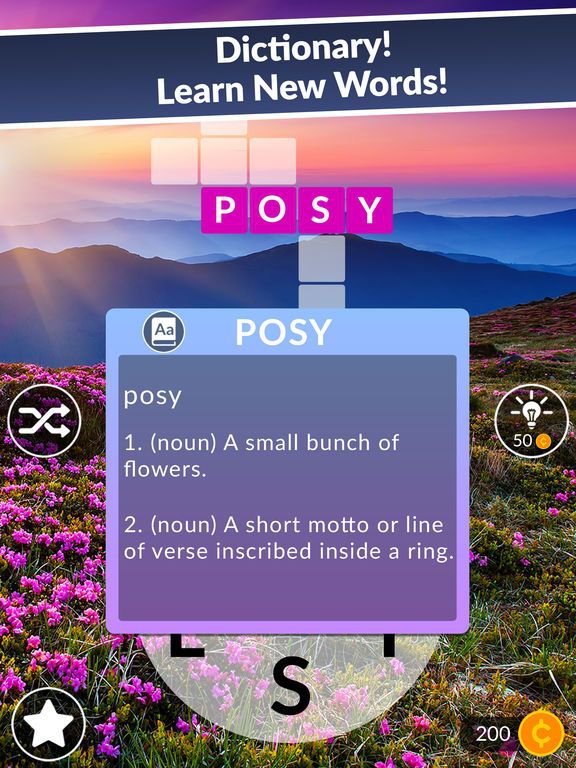 Dictionary!
Learn New Words!
POSY
Aa POSY
posy
1. (noun) A small bunch of
flowers.
2. (noun) A short motto or line
of verse inscribed inside a ring.
50 ¢
S
200 ¢